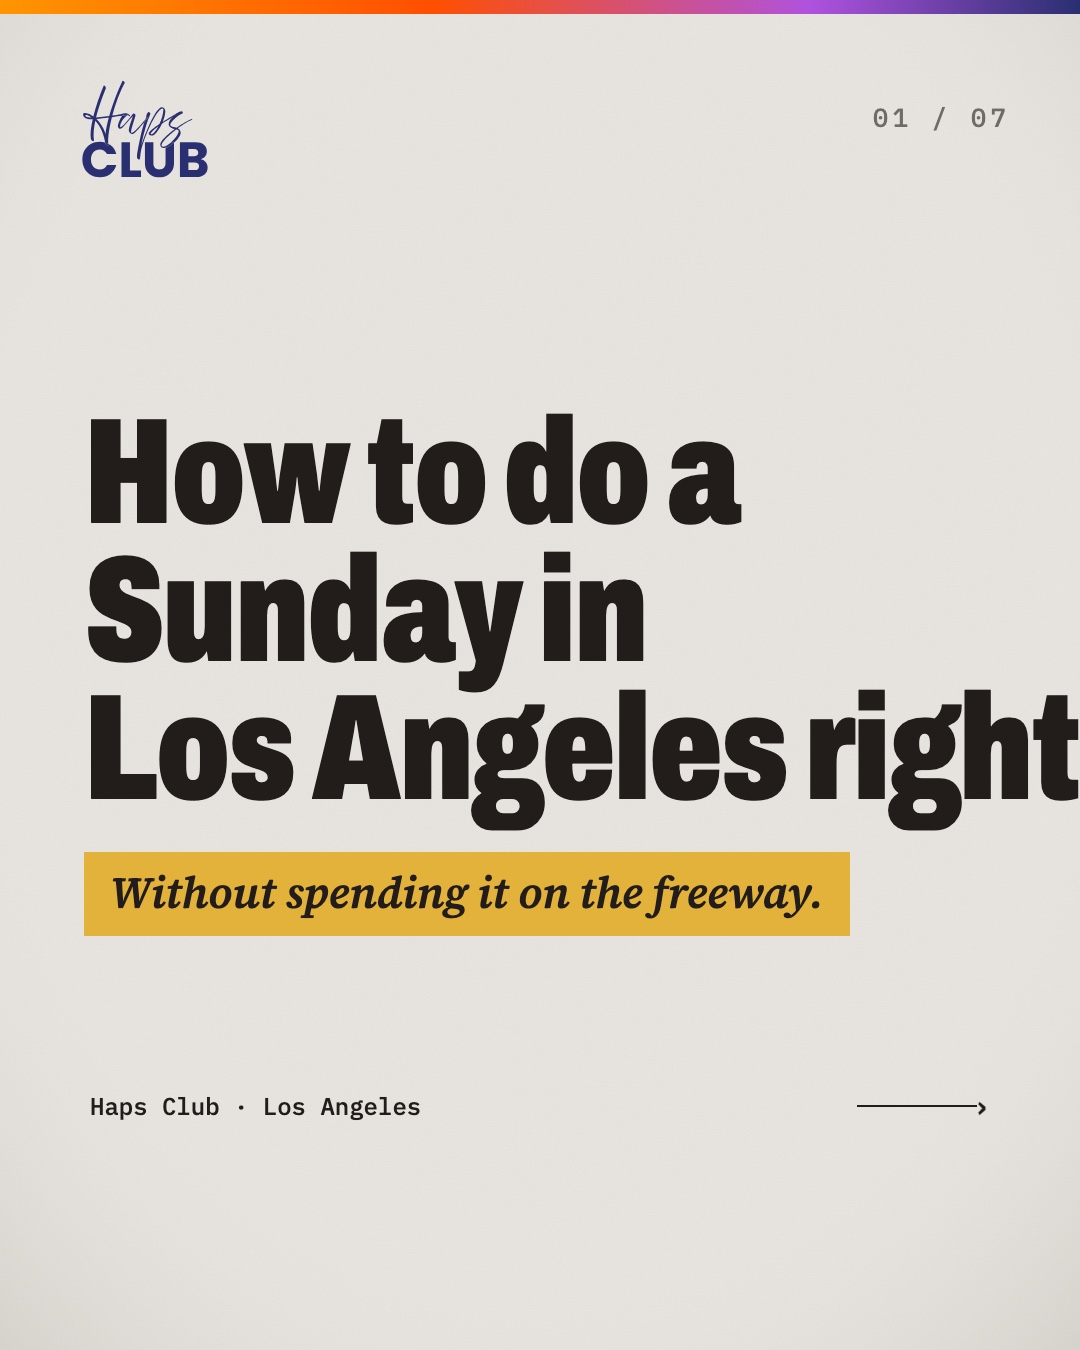 Haps
CLUB
01 / 07
How to do a
Sunday in
Los Angeles right
Without spending it on the freeway.
Haps Club · Los Angeles